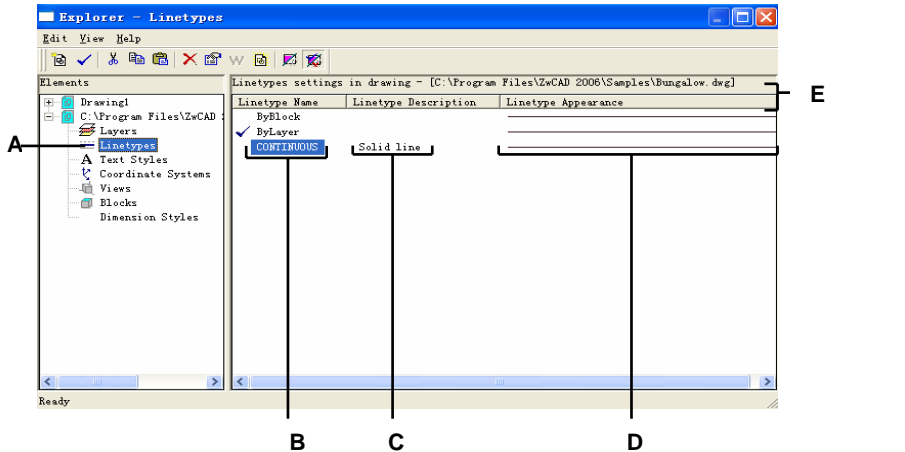 Explorer - Linetypes
Edit View Help
Elements
Linetypes settings in drawing - [C:\Program Files\ZwCAD 2006\Samples\Bungalow.dwg]
E
Linetype Name Linetype Description Linetype Appearance
Drawing1
C:\Program Files\ZwCAD
Layers
Linetypes
Text Styles
Coordinate Systems
Views
Blocks
Dimension Styles
A
ByBlock
ByLayer
CONTINUOUS Solid line
Ready
B C D